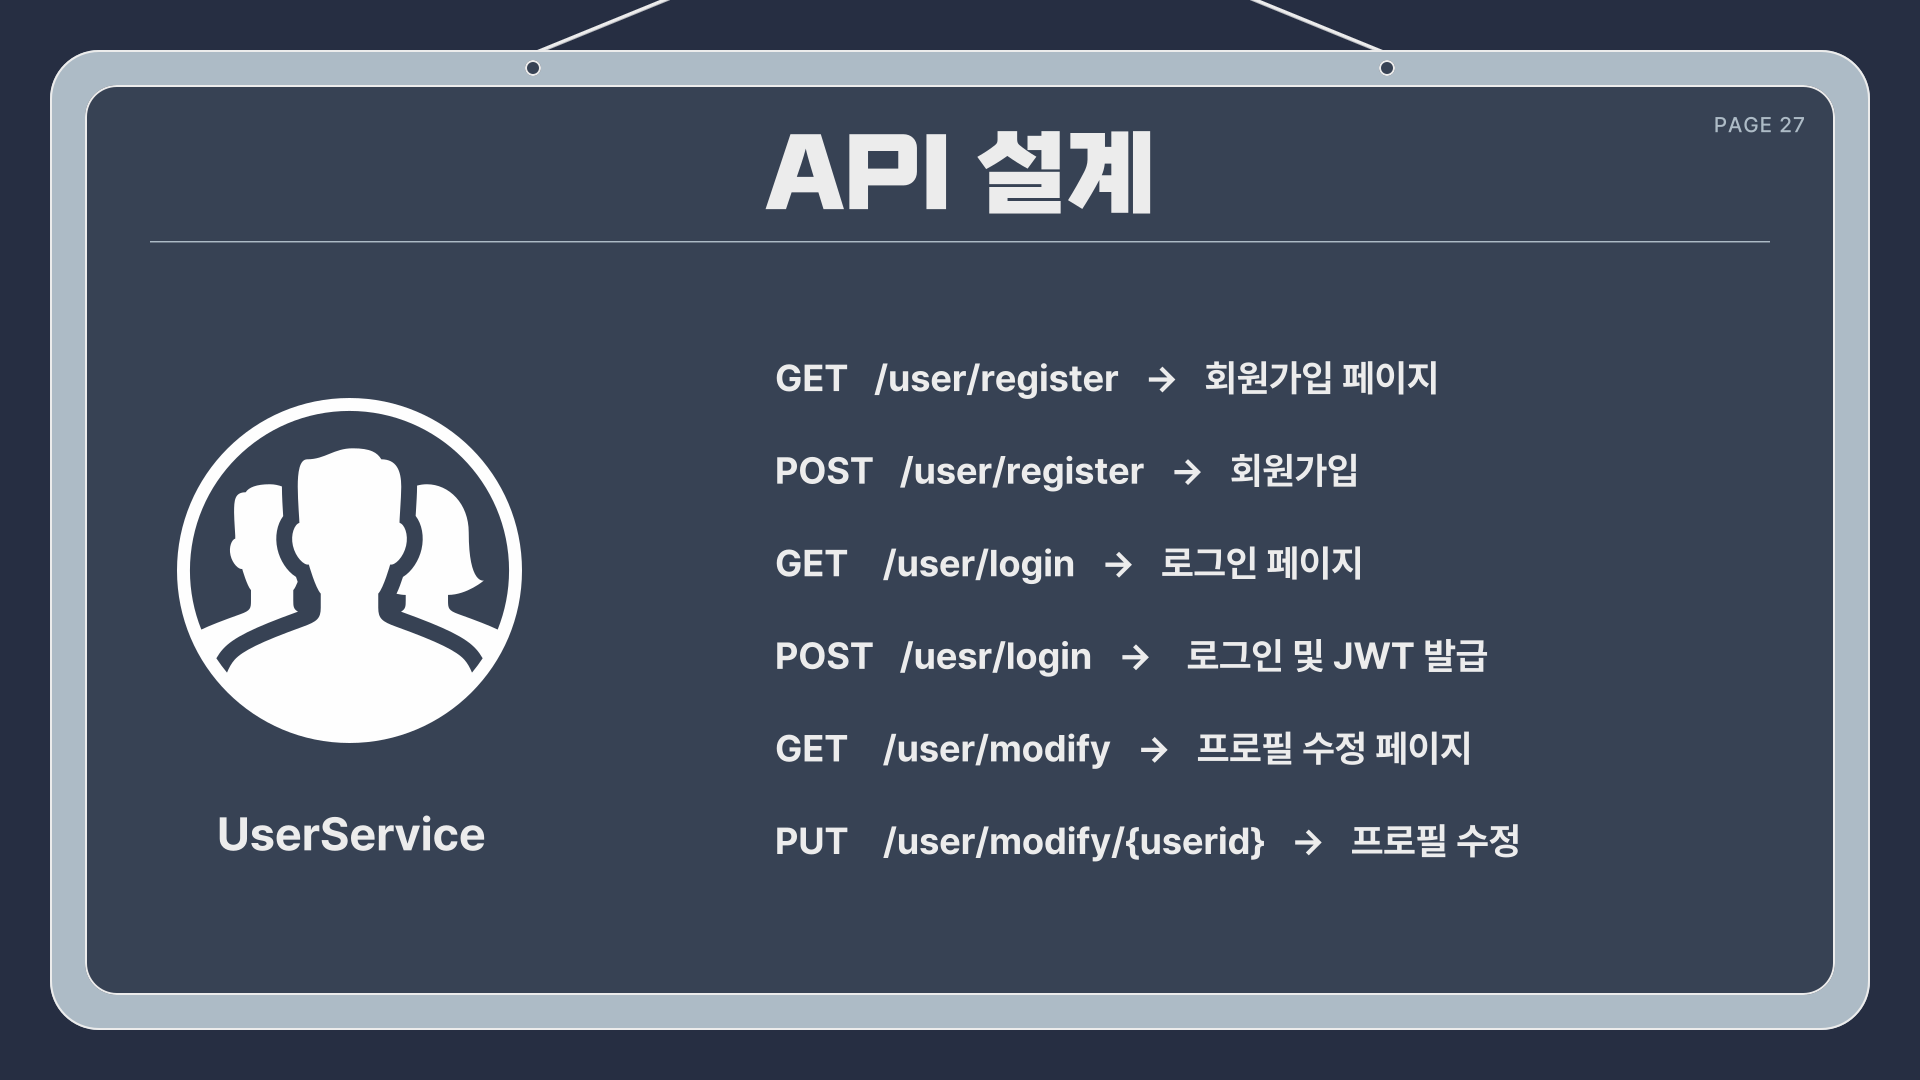 PAGE 27
API 설계
GET /user/register → 회원가입 페이지
POST /user/register → 회원가입
GET /user/login → 로그인 페이지
POST /uesr/login → 로그인 및 JWT 발급
GET /user/modify → 프로필 수정 페이지
PUT /user/modify/{userid} → 프로필 수정
UserService